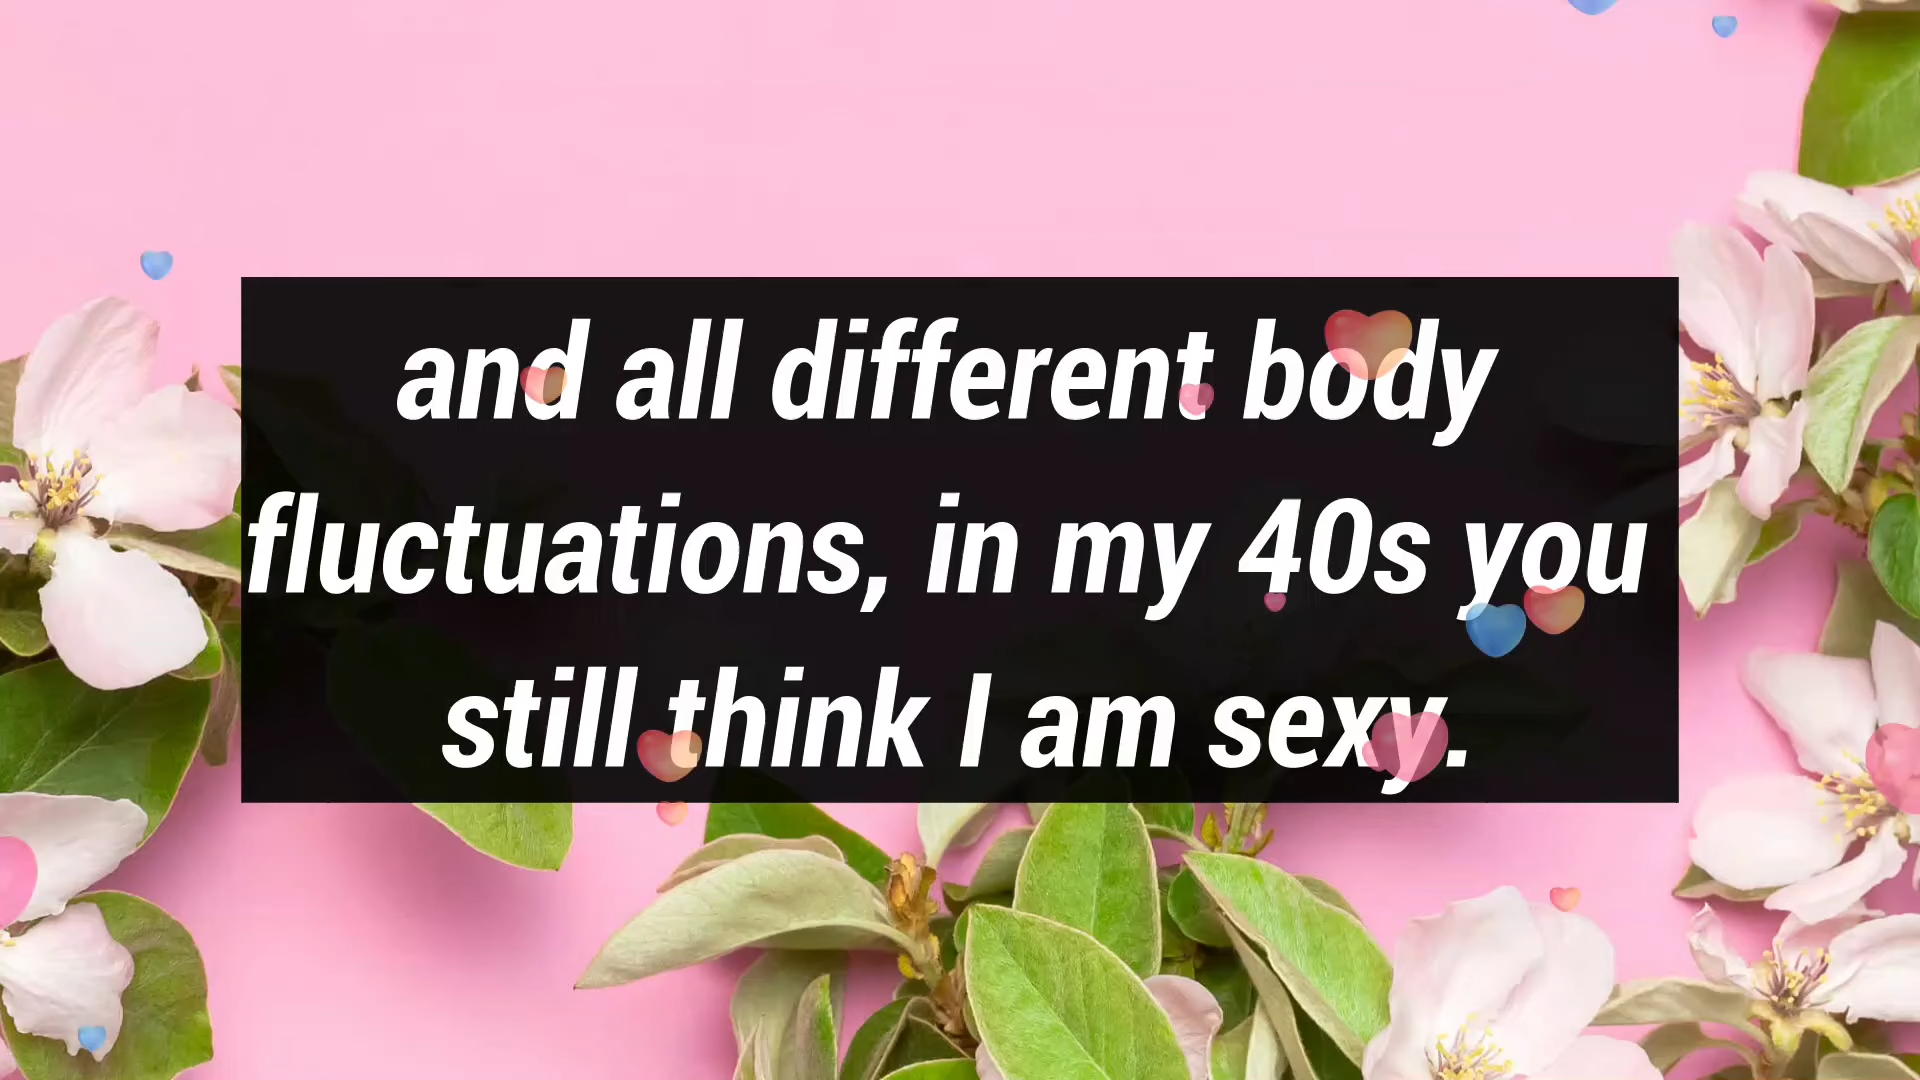 and all different body
fluctuations, in my 40s you
still think I am sexy.